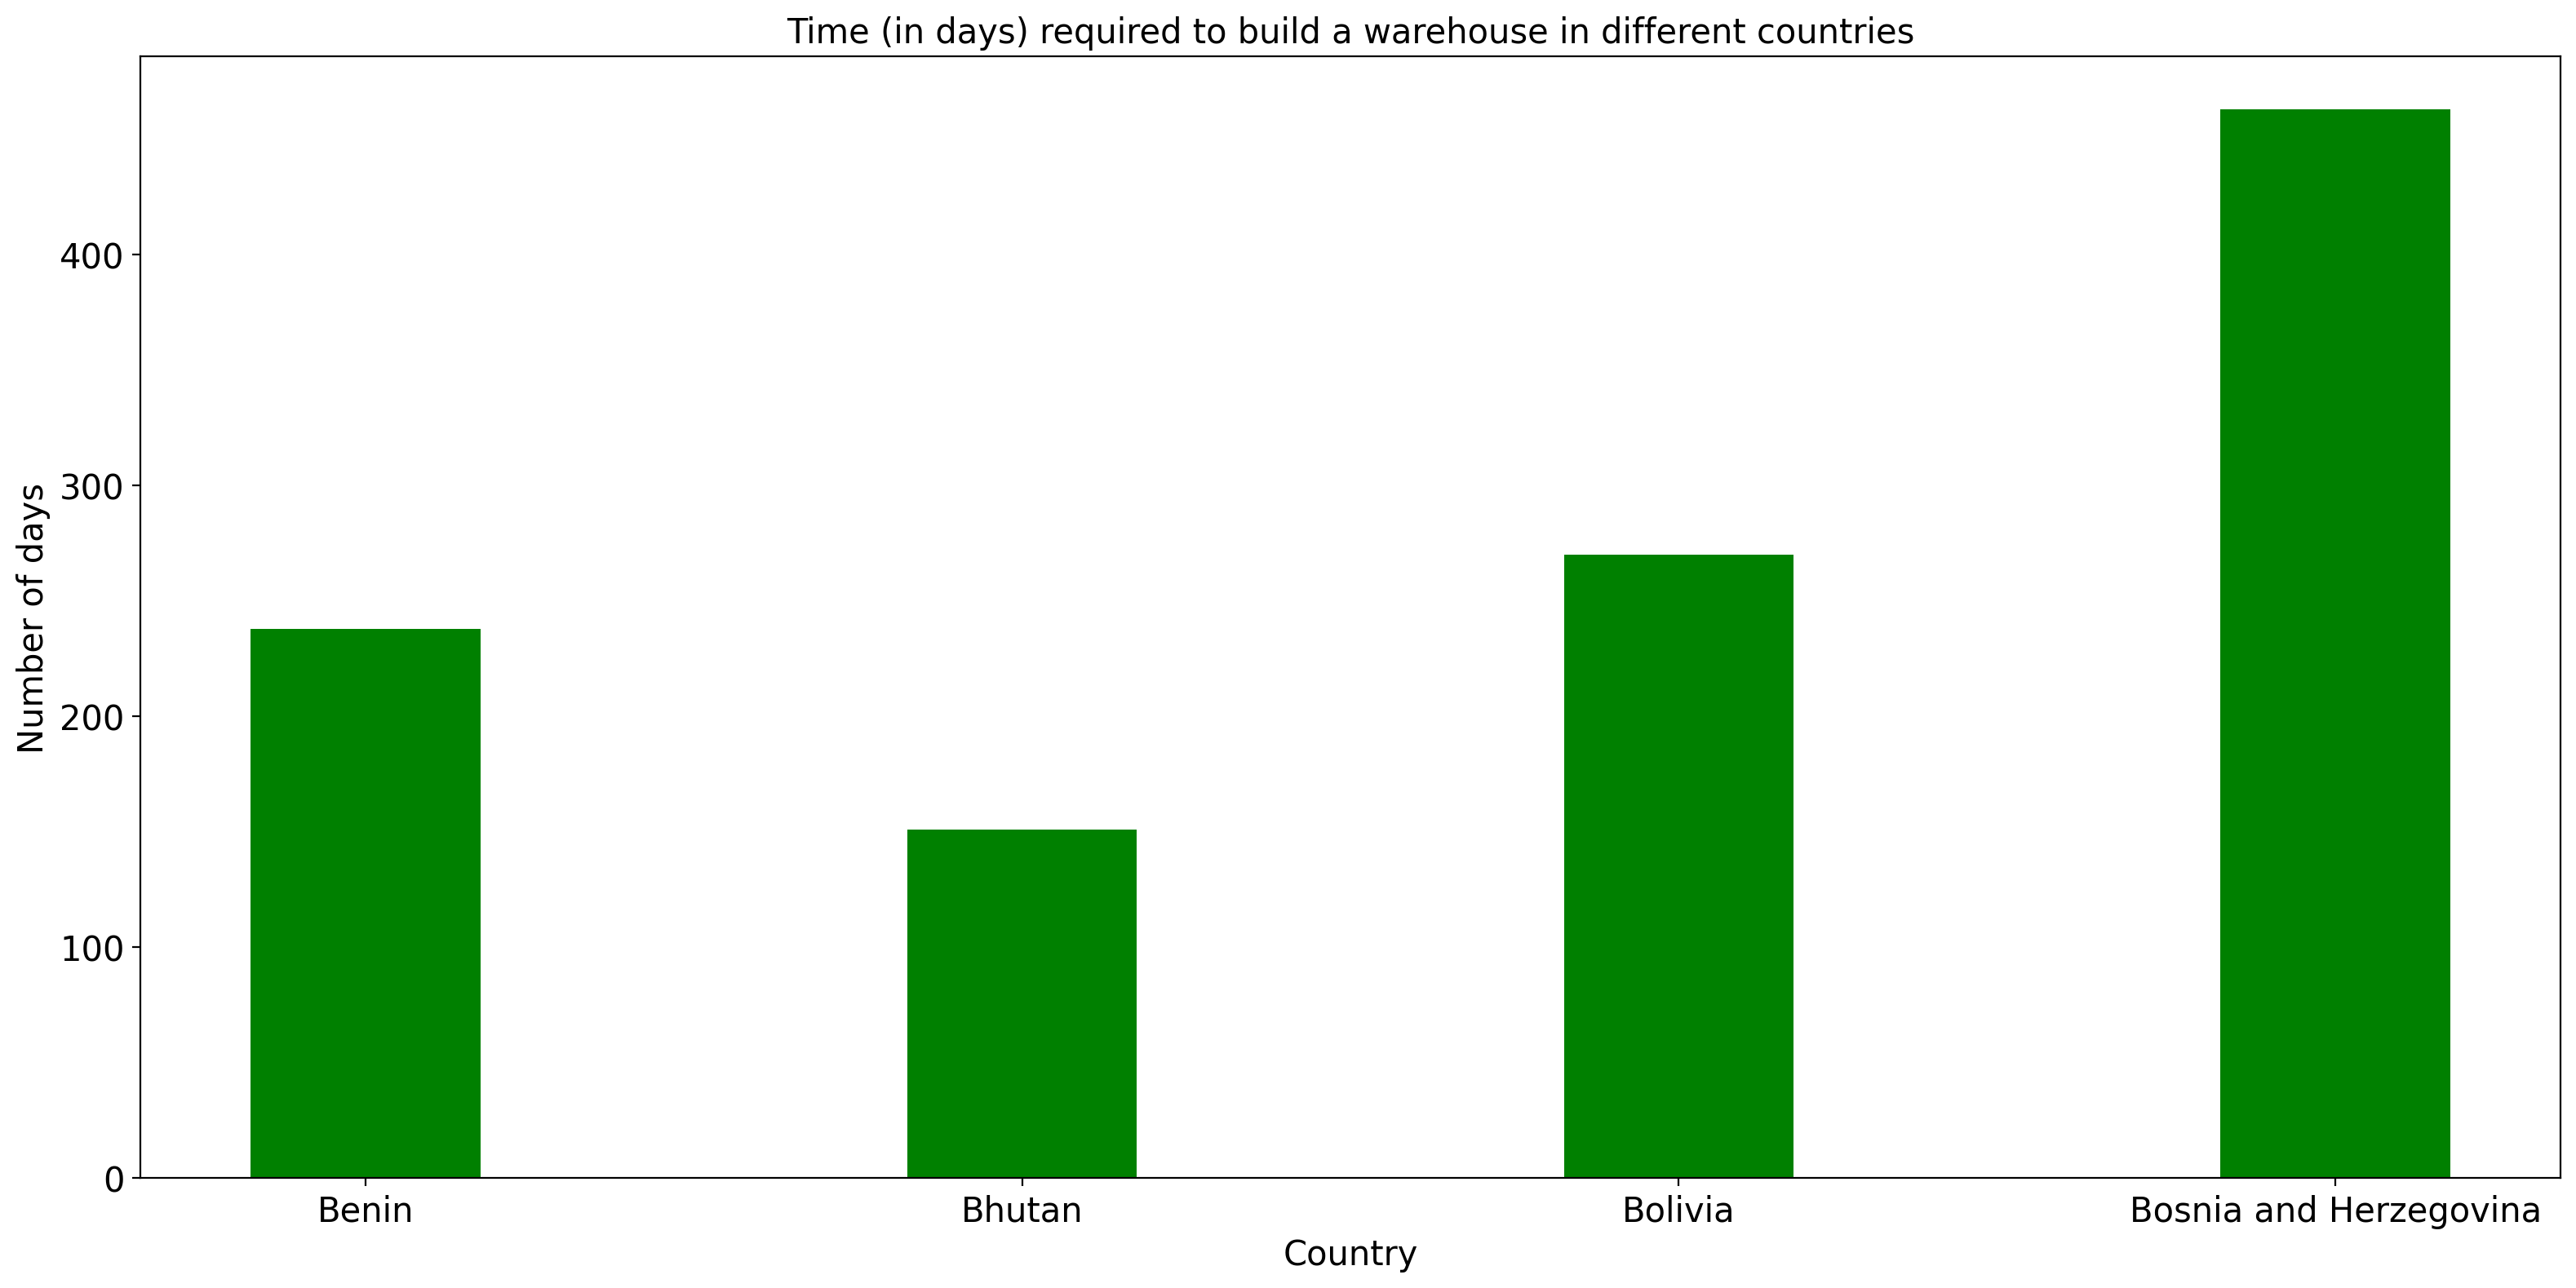 Time (in days) required to build a warehouse in different countries
Number of days
400
300
200
100
0
Benin
Bhutan
Bolivia
Bosnia and Herzegovina
Country